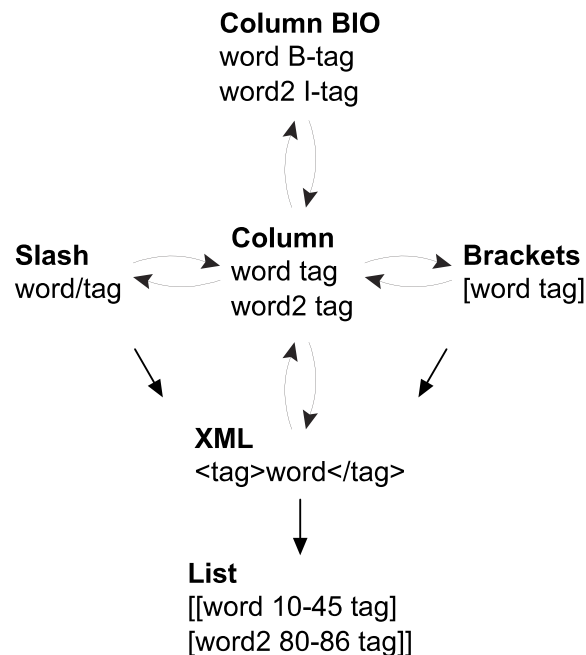 Column BIO
word B-tag
word2 I-tag
Slash
word/tag
Column
word tag
word2 tag
Brackets
[word tag]
XML
<tag>word</tag>
List
[[word 10-45 tag]
[word2 80-86 tag]]